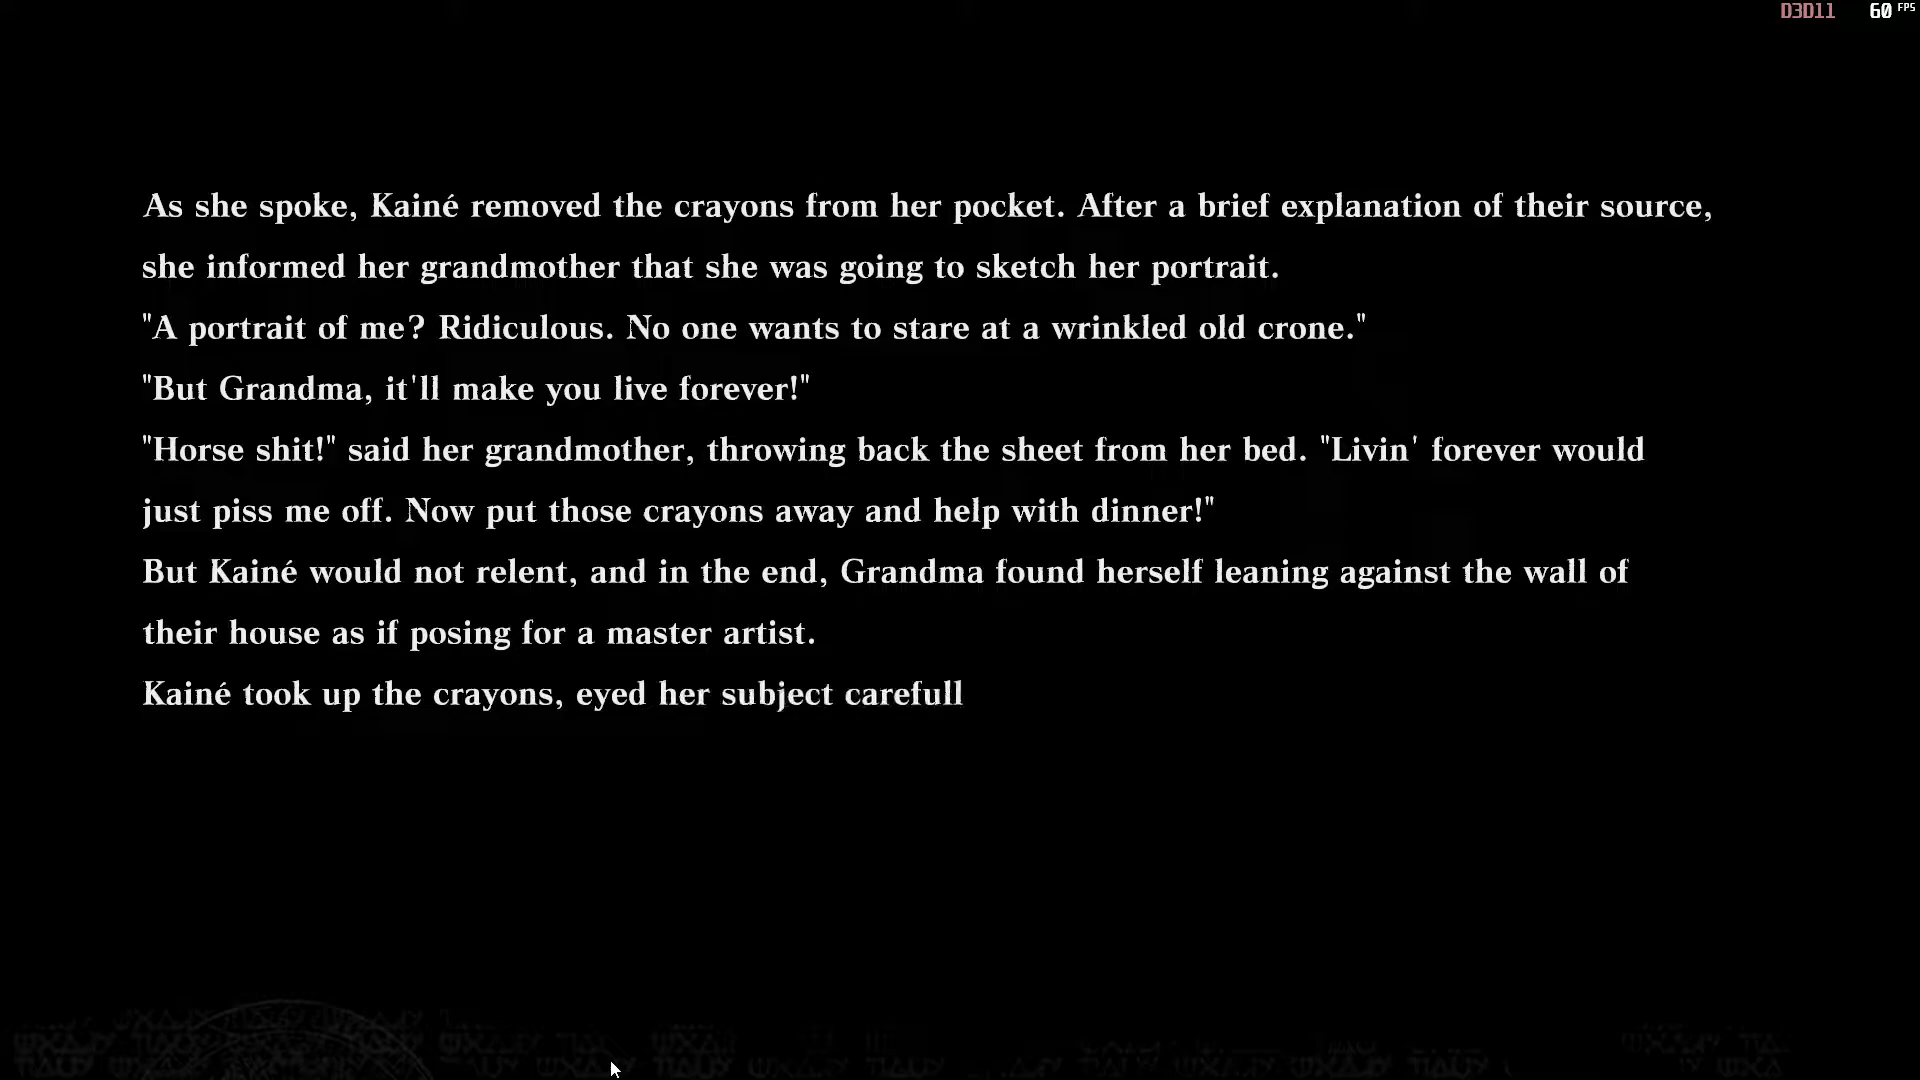 D3D11 60 FPS
As she spoke, Kainé removed the crayons from her pocket. After a brief explanation of their source,
she informed her grandmother that she was going to sketch her portrait.
"A portrait of me? Ridiculous. No one wants to stare at a wrinkled old crone."
"But Grandma, it'll make you live forever!"
"Horse shit!" said her grandmother, throwing back the sheet from her bed. "Livin' forever would
just piss me off. Now put those crayons away and help with dinner!"
But Kainé would not relent, and in the end, Grandma found herself leaning against the wall of
their house as if posing for a master artist.
Kainé took up the crayons, eyed her subject carefull